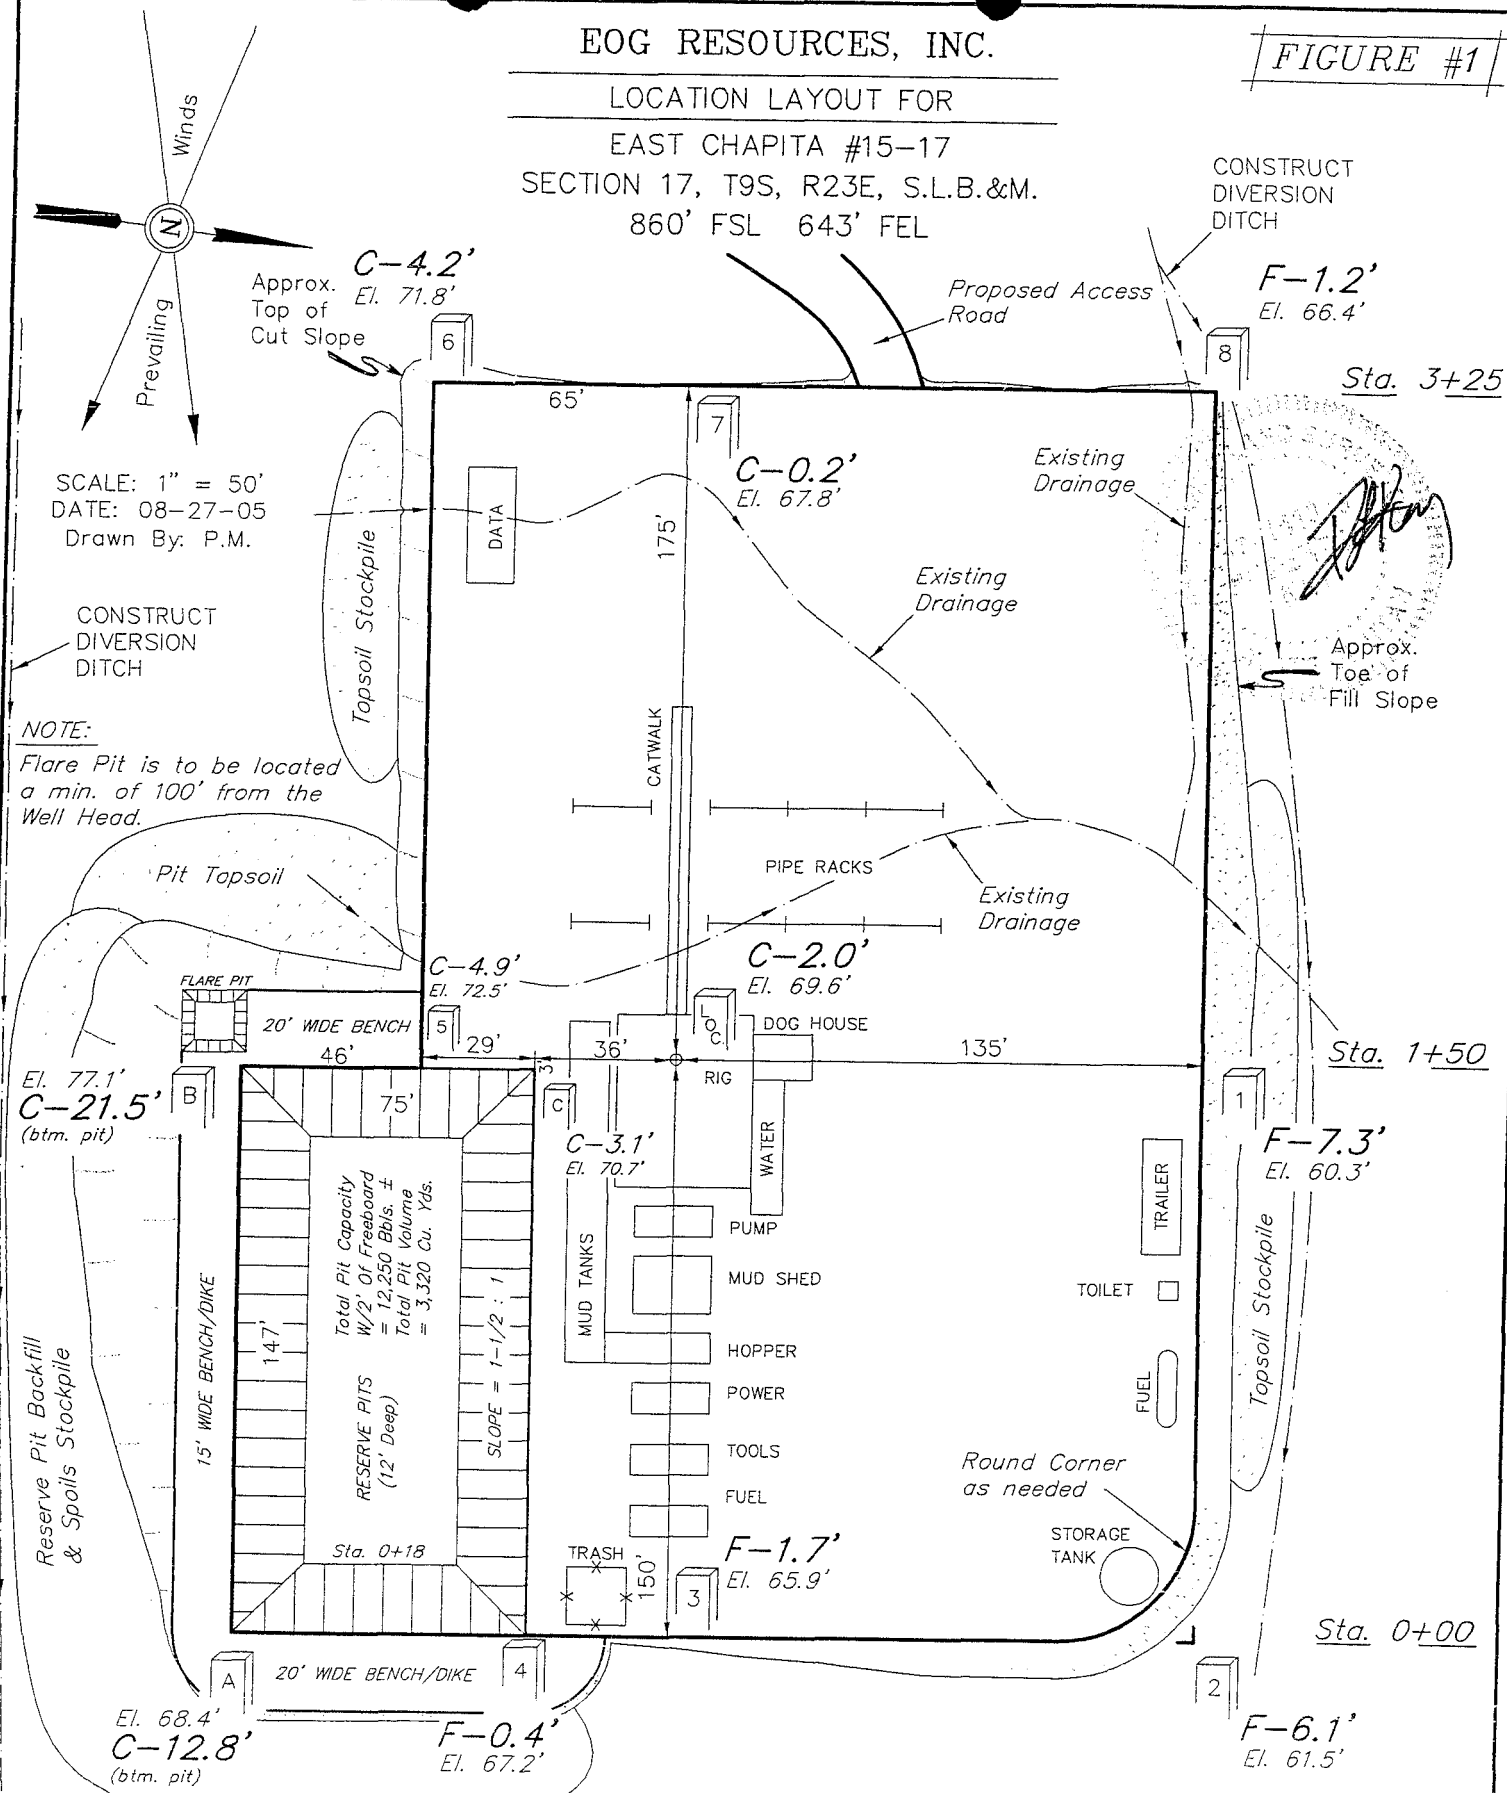 EOG RESOURCES, INC.
FIGURE #1
LOCATION LAYOUT FOR
EAST CHAPITA #15-17
SECTION 17, T9S, R23E, S.L.B.&M.
860' FSL 643' FEL
Winds
N
Prevailing
SCALE: 1" = 50'
DATE: 08-27-05
Drawn By: P.M.
CONSTRUCT
DIVERSION
DITCH
C-4.2'
El. 71.8'
Approx.
Top of
Cut Slope
6
Proposed Access
Road
F-1.2'
El. 66.4'
8
Sta. 3+25
65'
7
C-0.2'
El. 67.8'
175'
DATA
Existing
Drainage
Existing
Drainage
Topsoil Stockpile
CONSTRUCT
DIVERSION
DITCH
Approx.
Toe of
Fill Slope
NOTE:
Flare Pit is to be located
a min. of 100' from the
Well Head.
CATWALK
PIPE RACKS
Existing
Drainage
Pit Topsoil
C-4.9'
El. 72.5'
C-2.0'
El. 69.6'
FLARE PIT
20' WIDE BENCH
5
LOC.
DOG HOUSE
46'
29'
3'
36'
135'
RIG
Sta. 1+50
El. 77.1'
C-21.5'
(btm. pit)
B
75'
C
C-3.1'
El. 70.7'
WATER
1
F-7.3'
El. 60.3'
TRAILER
Total Pit Capacity
W/2' Of Freeboard
= 12,250 Bbls. ±
Total Pit Volume
= 3,320 Cu. Yds.
PUMP
MUD TANKS
MUD SHED
TOILET
HOPPER
POWER
FUEL
Topsoil Stockpile
15' WIDE BENCH/DIKE
147'
SLOPE = 1-1/2 : 1
RESERVE PITS
(12' Deep)
Reserve Pit Backfill
& Spoils Stockpile
TOOLS
FUEL
Round Corner
as needed
STORAGE
TANK
Sta. 0+18
TRASH
150'
F-1.7'
El. 65.9'
3
Sta. 0+00
A
20' WIDE BENCH/DIKE
4
2
El. 68.4'
C-12.8'
(btm. pit)
F-0.4'
El. 67.2'
F-6.1'
El. 61.5'